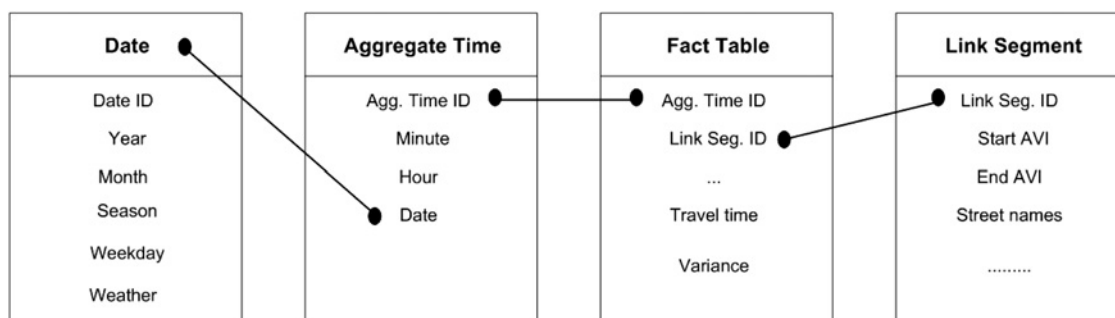 Date
Date ID
Year
Month
Season
Weekday
Weather
Aggregate Time
Agg. Time ID
Minute
Hour
Date
Fact Table
Agg. Time ID
Link Seg. ID
...
Travel time
Variance
Link Segment
Link Seg. ID
Start AVI
End AVI
Street names
.........